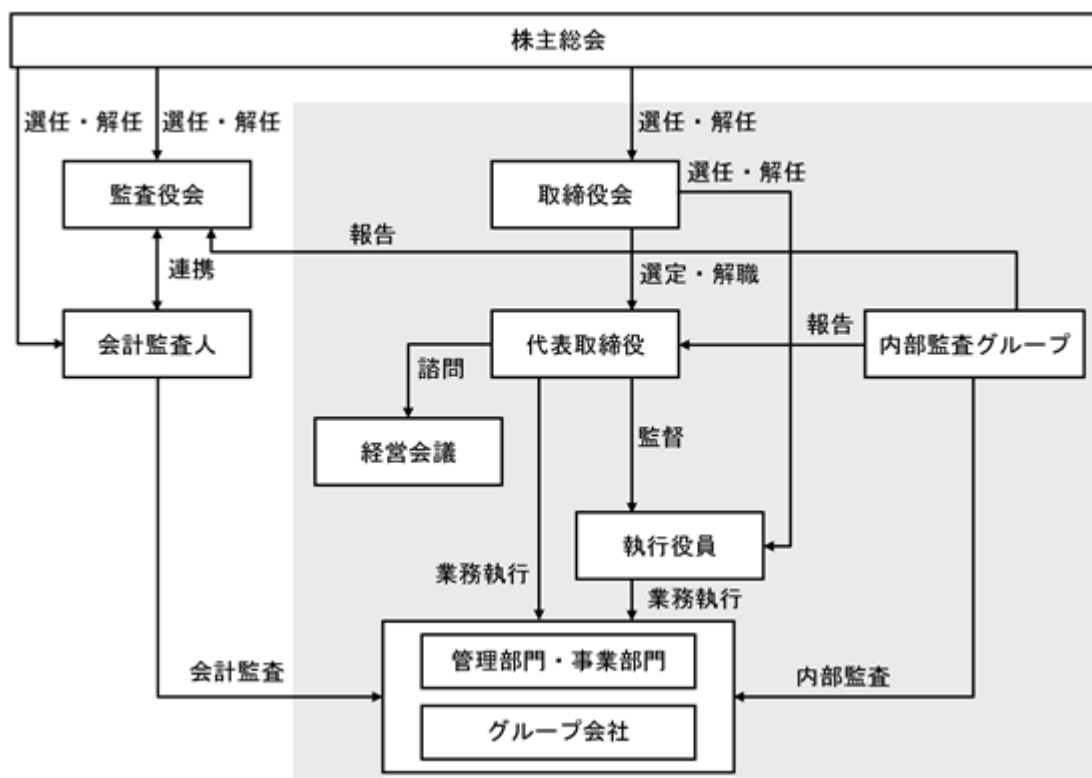 株主総会
選任・解任
選任・解任
選任・解任
監査役会
取締役会
選任・解任
報告
連携
選定・解職
会計監査人
代表取締役
報告
内部監査グループ
諮問
経営会議
監督
執行役員
業務執行
業務執行
管理部門・事業部門
会計監査
内部監査
グループ会社